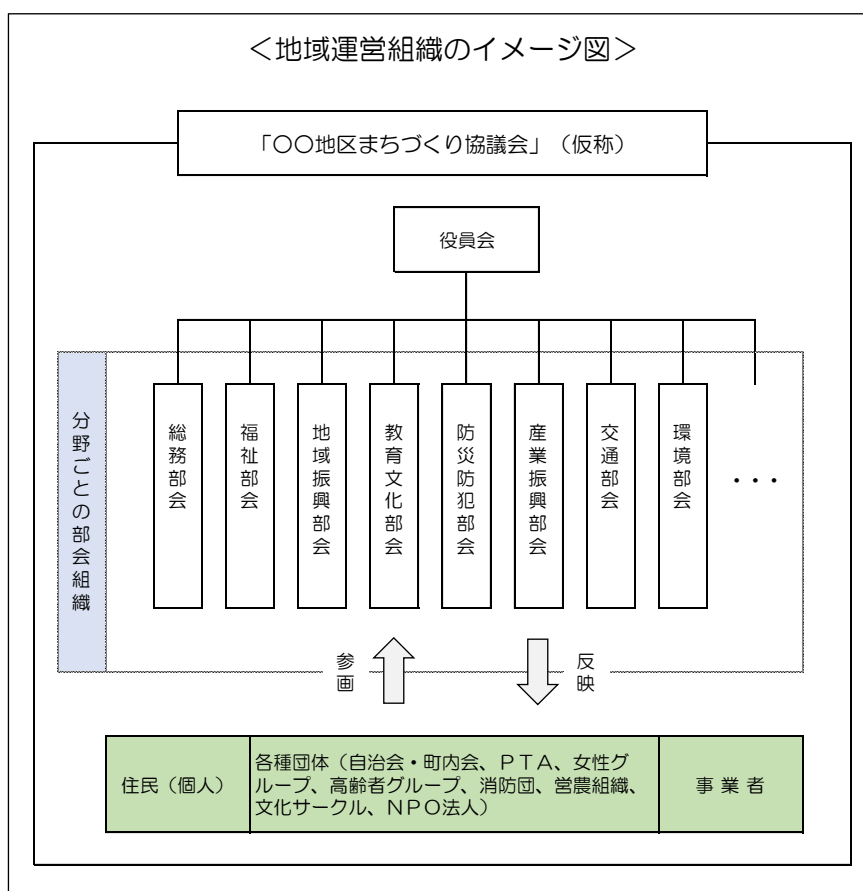 ＜地域運営組織のイメージ図＞
「〇〇地区まちづくり協議会」（仮称）
役員会
分野ごとの部会組織
総務部会
福祉部会
地域振興部会
教育文化部会
防災防犯部会
産業振興部会
交通部会
環境部会
・・・
参画
反映
住民（個人）
各種団体（自治会・町内会、ＰＴＡ、女性グ
ループ、高齢者グループ、消防団、営農組織、
文化サークル、ＮＰＯ法人）
事 業 者